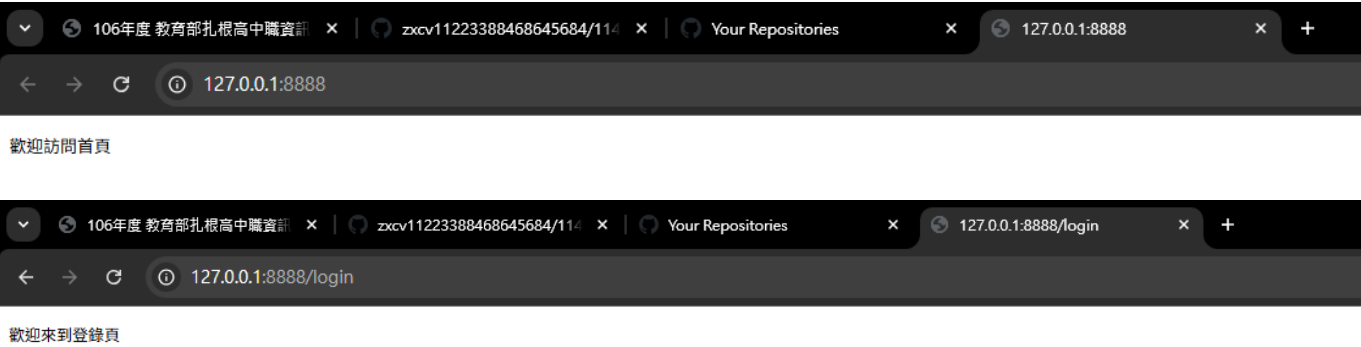 106年度 教育部扎根高中職資訊
zxcv11223388468645684/114
Your Repositories
127.0.0.1:8888
127.0.0.1:8888
歡迎訪問首頁
106年度 教育部扎根高中職資訊
zxcv11223388468645684/114
Your Repositories
127.0.0.1:8888/login
127.0.0.1:8888/login
歡迎來到登錄頁